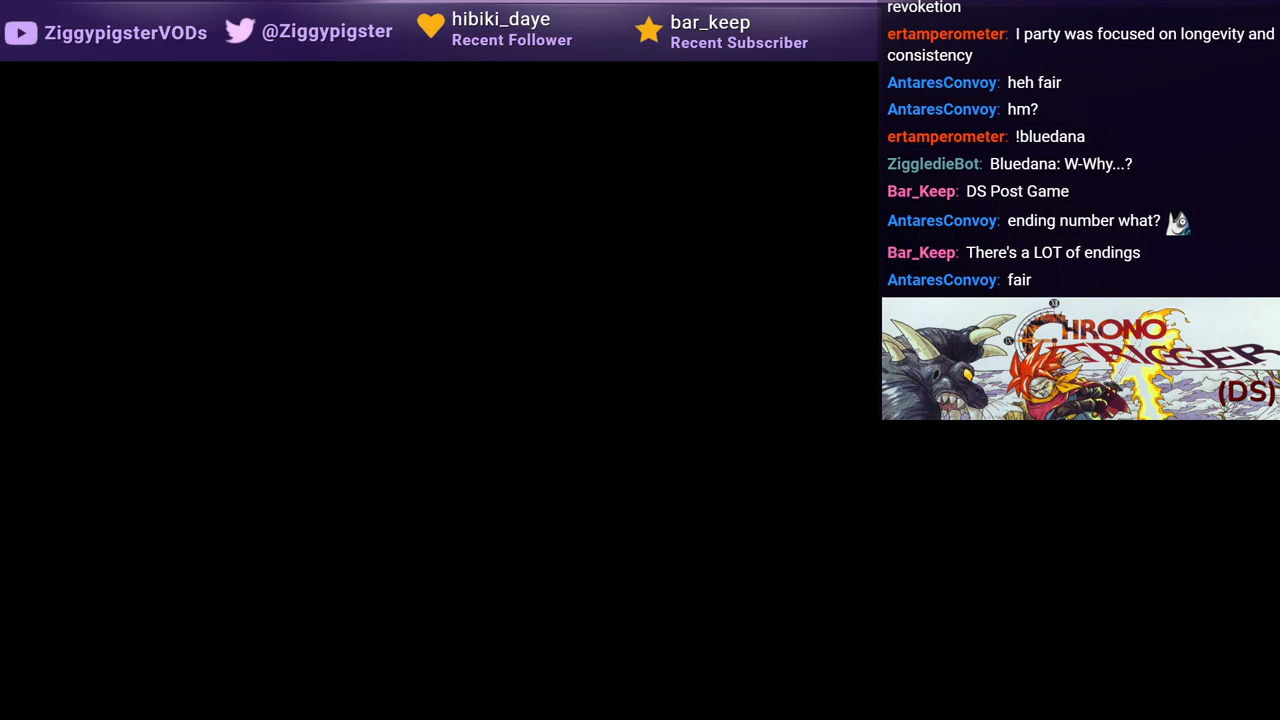 ZiggypigsterVODs
@Ziggypigster
hibiki_daye
Recent Follower
bar_keep
Recent Subscriber
revoketion
ertamperometer: I party was focused on longevity and
consistency
AntaresConvoy: heh fair
AntaresConvoy: hm?
ertamperometer: !bluedana
ZiggledieBot: Bluedana: W-Why...?
Bar_Keep: DS Post Game
AntaresConvoy: ending number what?
Bar_Keep: There's a LOT of endings
AntaresConvoy: fair
CHRONO
TRIGGER
(DS)